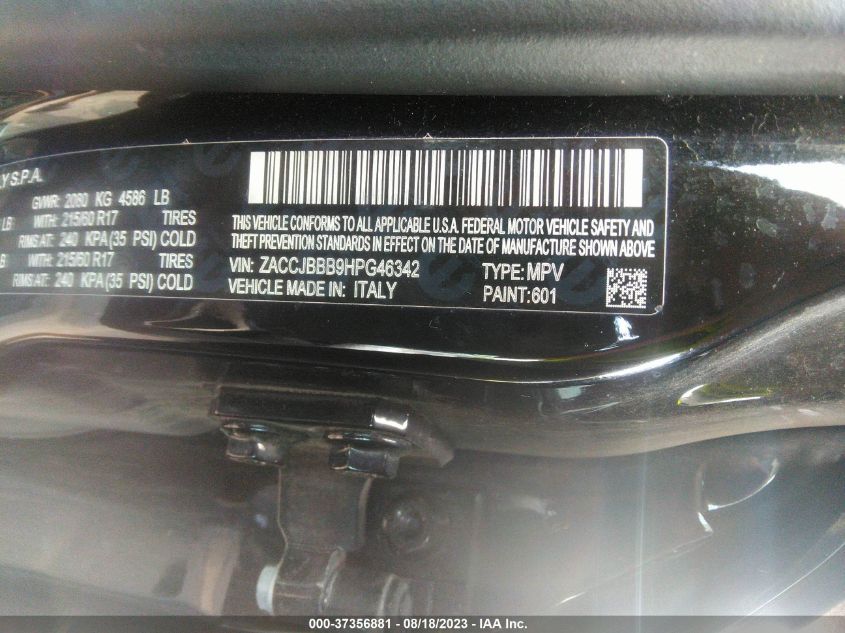 LY S.P.A.
GVWR: 2080 KG 4586 LB
LB WITH: 215/60 R17 TIRES
RIMS AT: 240 KPA (35 PSI) COLD
LB WITH: 215/60 R17 TIRES
RIMS AT: 240 KPA (35 PSI) COLD
THIS VEHICLE CONFORMS TO ALL APPLICABLE U.S.A. FEDERAL MOTOR VEHICLE SAFETY AND
THEFT PREVENTION STANDARDS IN EFFECT ON THE DATE OF MANUFACTURE SHOWN ABOVE
VIN: ZACCJBBB9HPG46342 TYPE: MPV
VEHICLE MADE IN: ITALY PAINT: 601
000-37356881 / 08/18/2023 - © IAA Inc.